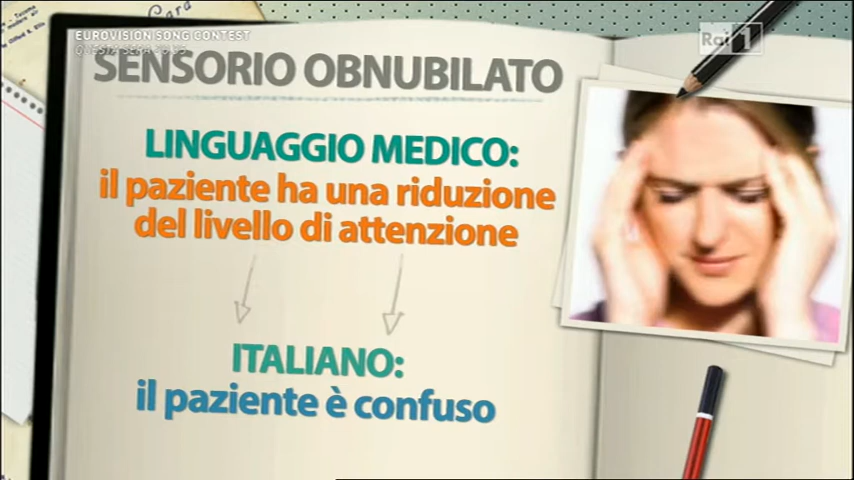 EUROVISION SONG CONTEST
Rai 1
SENSORIO OBNUBILATO
LINGUAGGIO MEDICO:
il paziente ha una riduzione
del livello di attenzione
ITALIANO:
il paziente è confuso